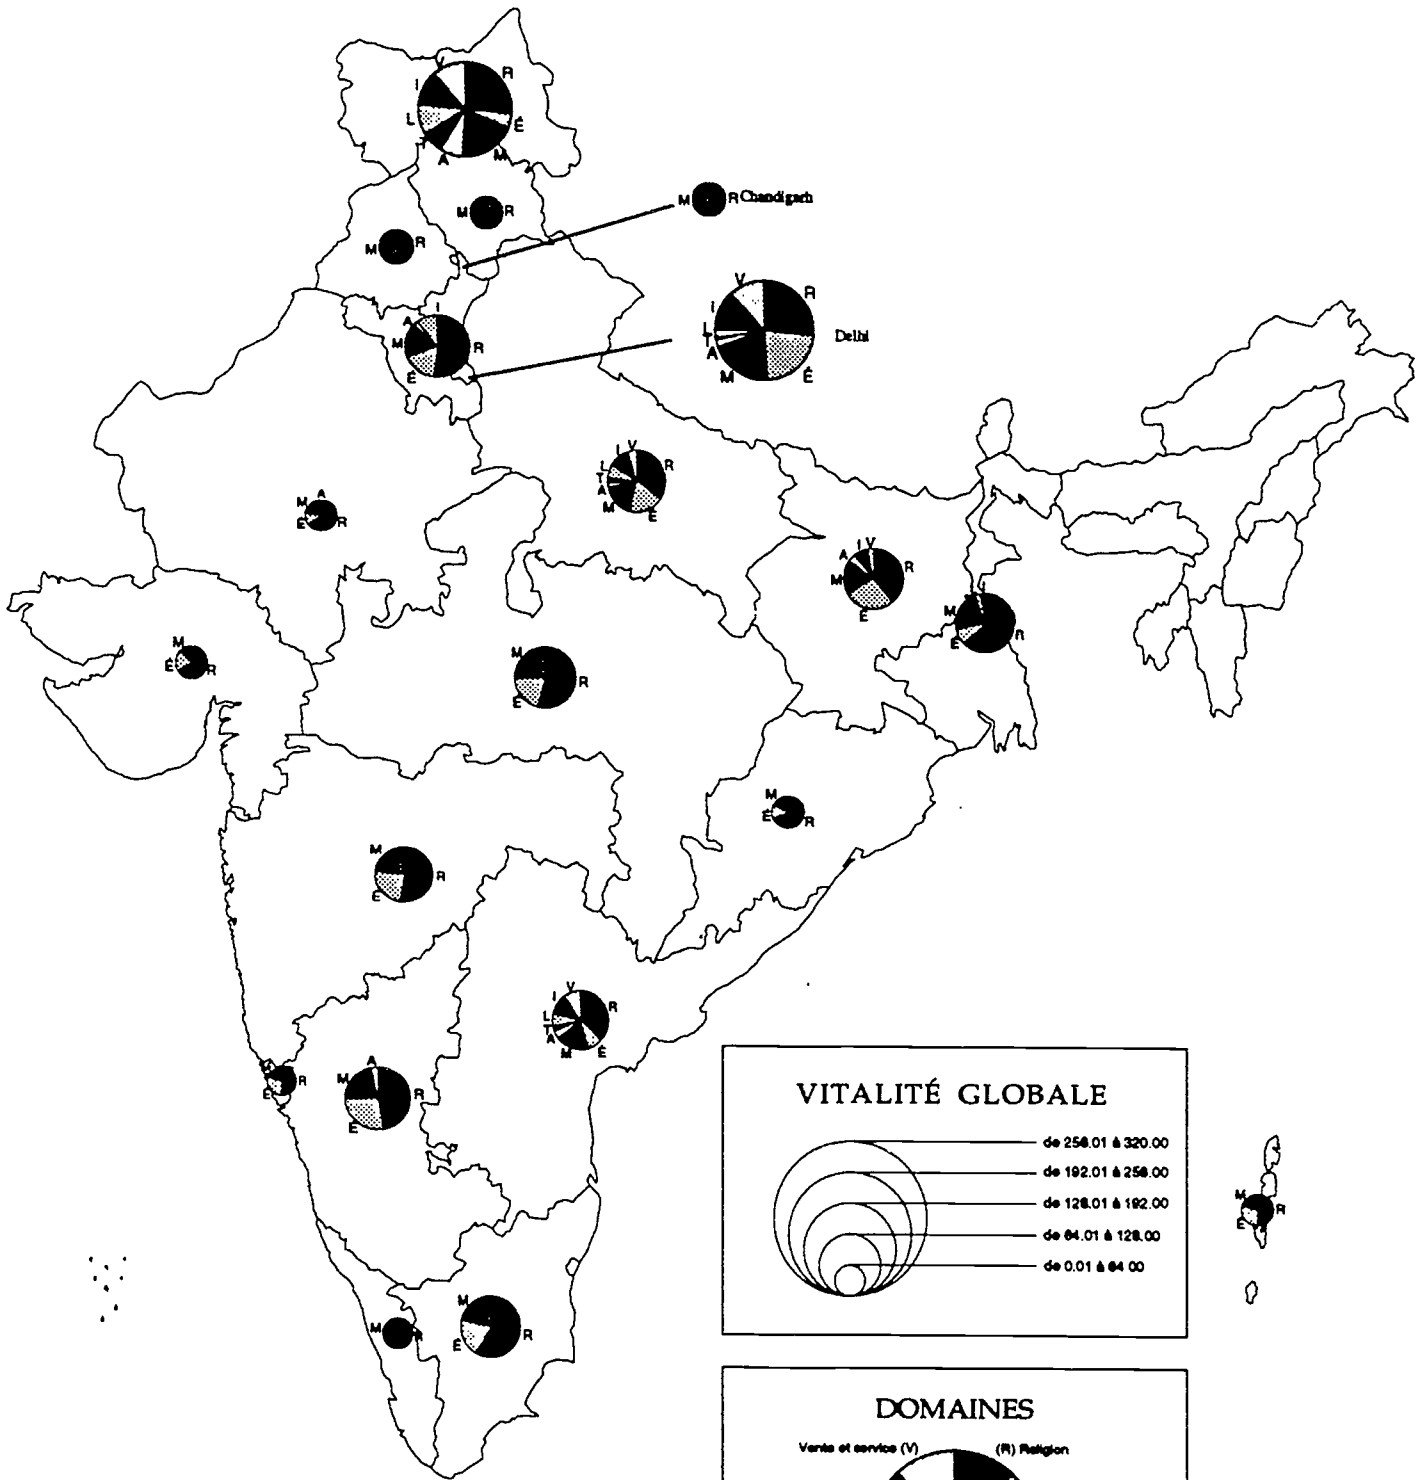 V
R
I
L
É
T
A
M
M R Chandigarh
M R
M R
V
R
I
L
T
A
M
É
Delhi
I
A
M
R
É
I V
L
T
A
M
R
É
A
M
É R
I V
A
M
R
É
I
M
R
É
M
É
R
M
R
É
M
É
R
M
R
É
V
I
R
L
T
A
M É
M
R
É
A
M
R
É
VITALITÉ GLOBALE
de 256.01 à 320.00
de 192.01 à 256.00
de 128.01 à 192.00
de 64.01 à 128.00
de 0.01 à 64.00
M
R
É
M R
M
É
R
DOMAINES
Vente et service (V) (R) Religion